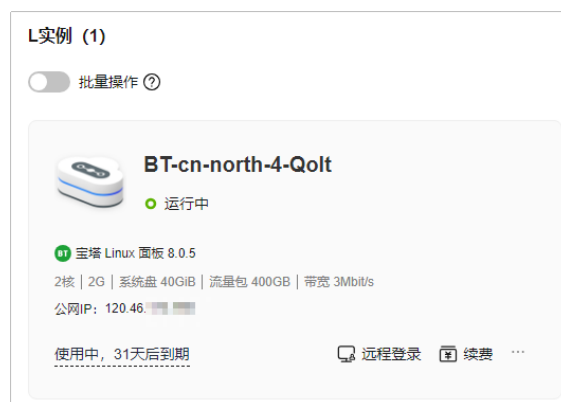 L实例（1）
批量操作
BT-cn-north-4-Qolt
运行中
BT 宝塔 Linux 面板 8.0.5
2核 | 2G | 系统盘 40GiB | 流量包 400GB | 带宽 3Mbit/s
公网IP：120.46.
使用中，31天后到期 远程登录 续费 ···